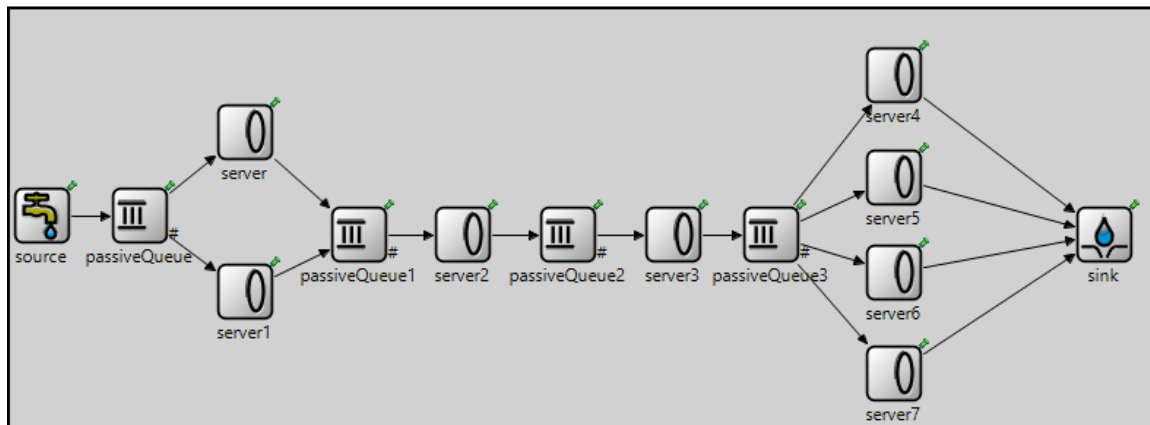 server4
server
server5
source
passiveQueue
#
passiveQueue1
#
server2
passiveQueue2
#
server3
passiveQueue3
#
sink
server1
server6
server7